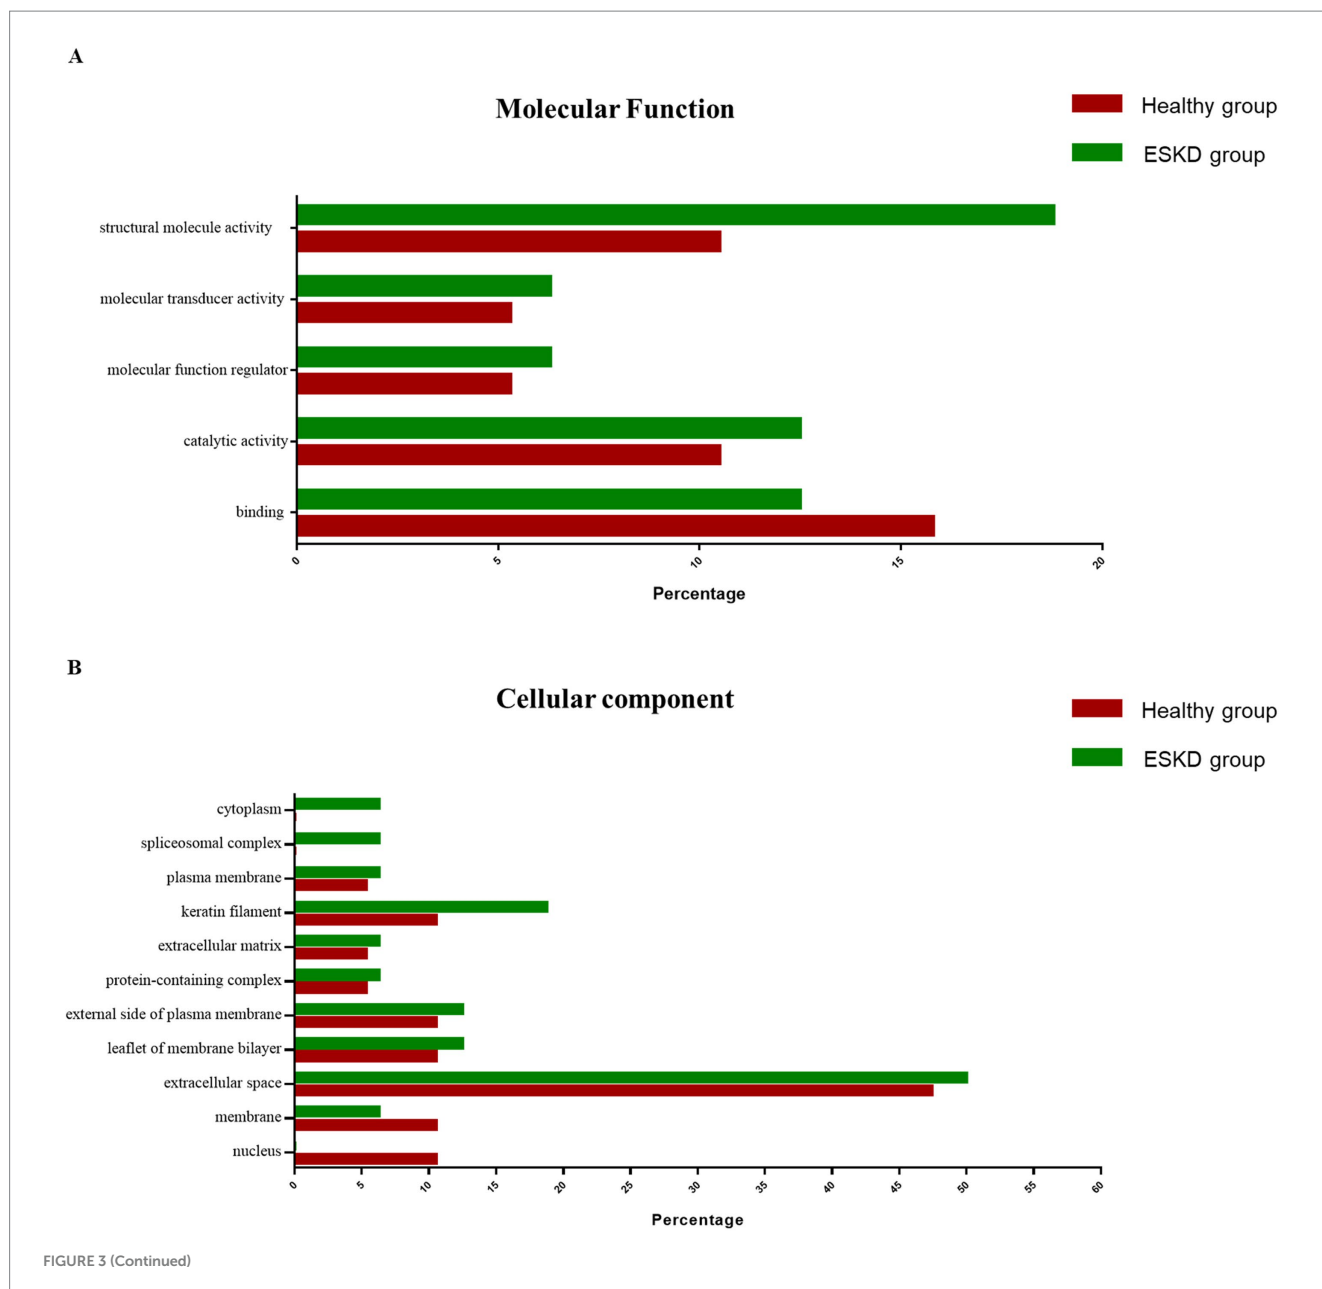 A
Molecular Function
Healthy group
ESKD group
structural molecule activity
molecular transducer activity
molecular function regulator
catalytic activity
binding
0 5 10 15 20
Percentage
B
Cellular component
Healthy group
ESKD group
cytoplasm
spliceosomal complex
plasma membrane
keratin filament
extracellular matrix
protein-containing complex
external side of plasma membrane
leaflet of membrane bilayer
extracellular space
membrane
nucleus
0 5 10 15 20 25 30 35 40 45 50 55 60
Percentage
FIGURE 3 (Continued)